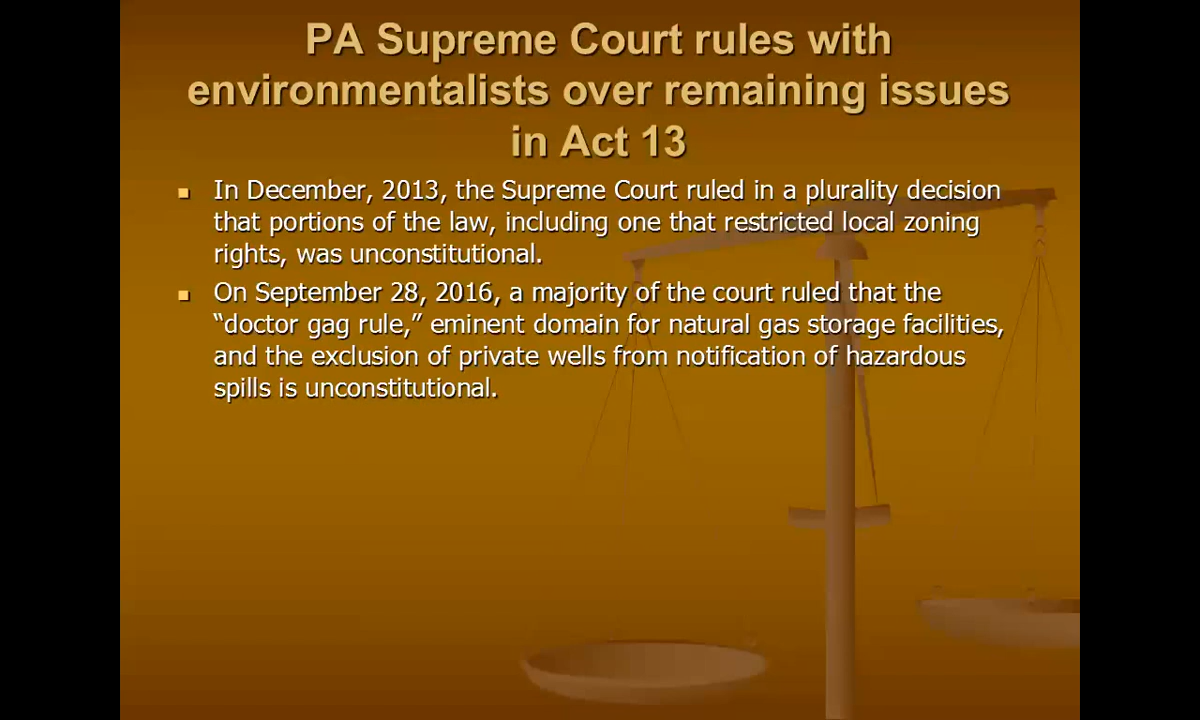 PA Supreme Court rules with
environmentalists over remaining issues
in Act 13
In December, 2013, the Supreme Court ruled in a plurality decision
that portions of the law, including one that restricted local zoning
rights, was unconstitutional.
On September 28, 2016, a majority of the court ruled that the
“doctor gag rule,” eminent domain for natural gas storage facilities,
and the exclusion of private wells from notification of hazardous
spills is unconstitutional.